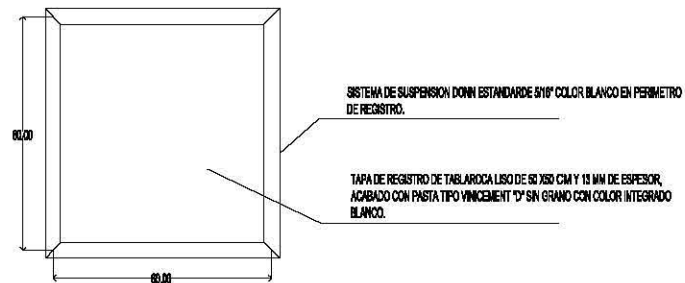 SISTEMA DE SUSPENSION DONN ESTANDARDE 5/16" COLOR BLANCO EN PERIMETRO
DE REGISTRO.
60.00
TAPA DE REGISTRO DE TABLAROCA LISO DE 50 X50 CM Y 13 MM DE ESPESOR,
ACABADO CON PASTA TIPO VINICEMENT "D" SIN GRANO CON COLOR INTEGRADO
BLANCO.
60.00